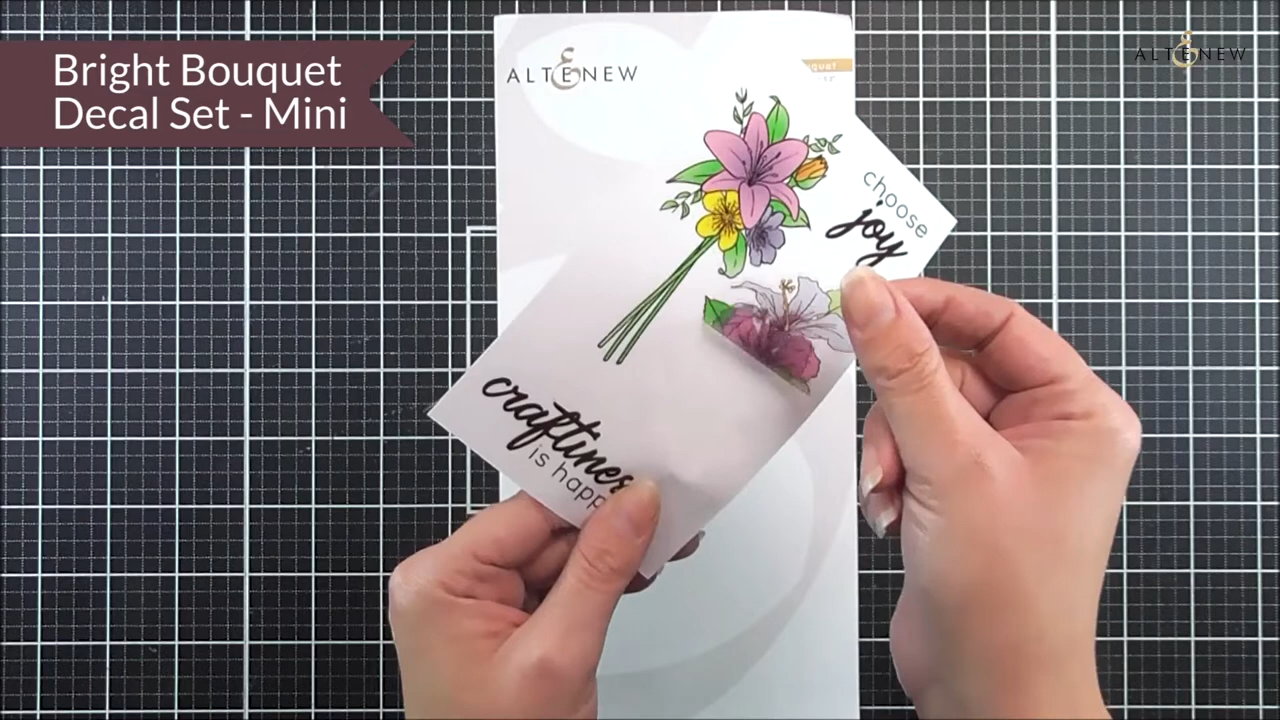 Bright Bouquet
Decal Set - Mini
ALTENEW
ALTENEW
choose
joy
craftines
is happ